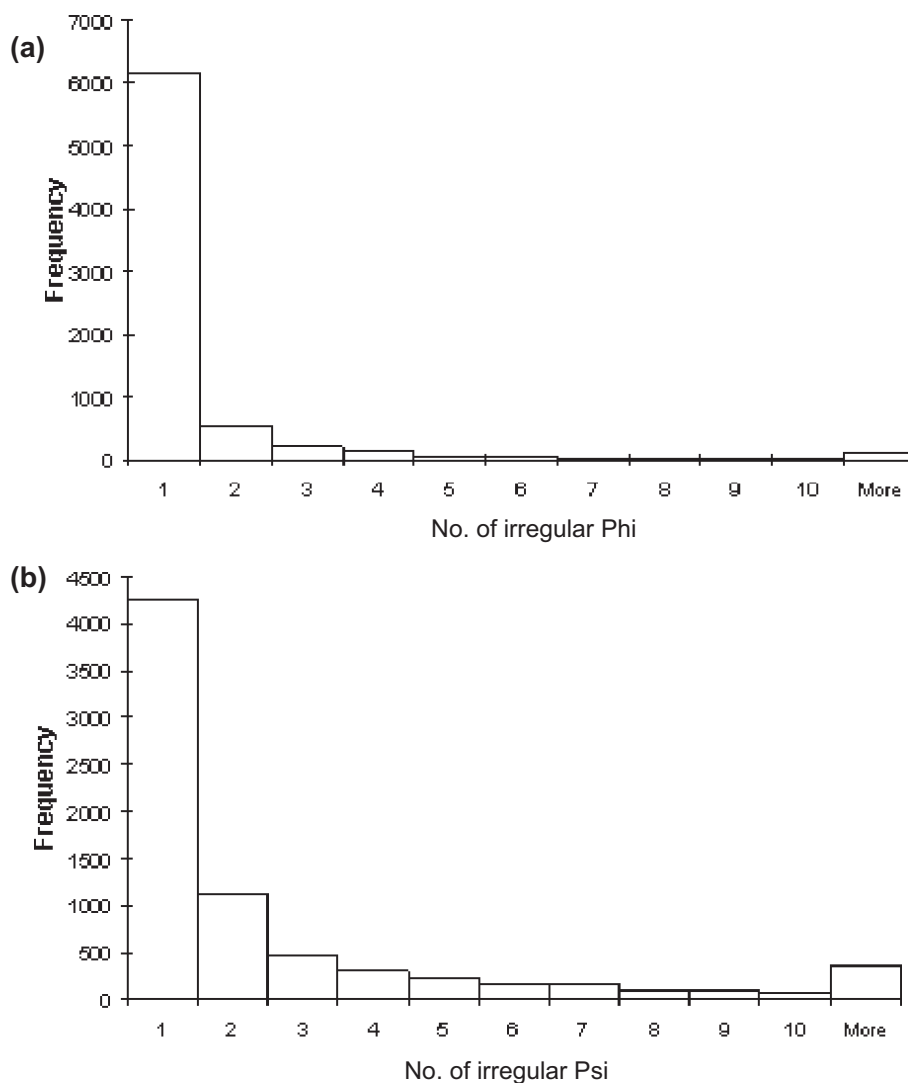 (a)
7000
6000
5000
4000
3000
2000
1000
0
Frequency
1 2 3 4 5 6 7 8 9 10 More
No. of irregular Phi
(b)
4500
4000
3500
3000
2500
2000
1500
1000
500
0
Frequency
1 2 3 4 5 6 7 8 9 10 More
No. of irregular Psi